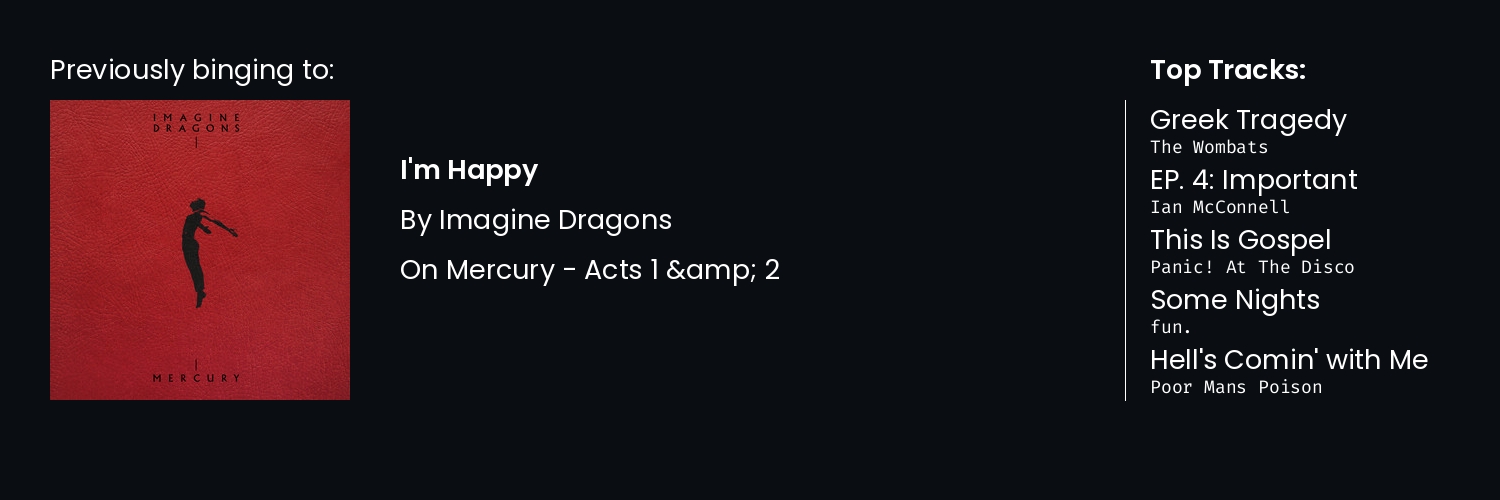 Previously binging to:
IMAGINE
DRAGONS
MERCURY
I'm Happy
By Imagine Dragons
On Mercury - Acts 1 &amp; 2
Top Tracks:
Greek Tragedy
The Wombats
EP. 4: Important
Ian McConnell
This Is Gospel
Panic! At The Disco
Some Nights
fun.
Hell's Comin' with Me
Poor Mans Poison